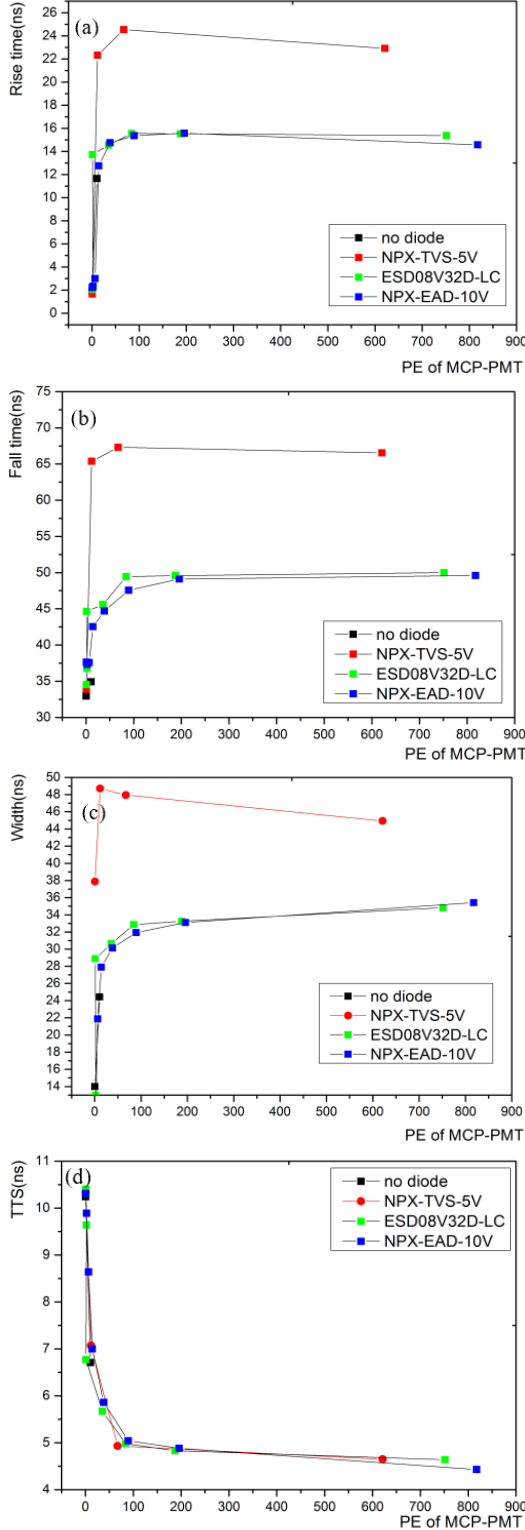 (a)
Rise time(ns)
26
24
22
20
18
16
14
12
10
8
6
4
2
0
no diode
NPX-TVS-5V
ESD08V32D-LC
NPX-EAD-10V
0 100 200 300 400 500 600 700 800 900
PE of MCP-PMT
(b)
Fall time(ns)
75
70
65
60
55
50
45
40
35
30
no diode
NPX-TVS-5V
ESD08V32D-LC
NPX-EAD-10V
0 100 200 300 400 500 600 700 800 900
PE of MCP-PMT
(c)
Width(ns)
50
48
46
44
42
40
38
36
34
32
30
28
26
24
22
20
18
16
14
no diode
NPX-TVS-5V
ESD08V32D-LC
NPX-EAD-10V
0 100 200 300 400 500 600 700 800 900
PE of MCP-PMT
(d)
TTS(ns)
11
10
9
8
7
6
5
4
no diode
NPX-TVS-5V
ESD08V32D-LC
NPX-EAD-10V
0 100 200 300 400 500 600 700 800 900
PE of MCP-PMT